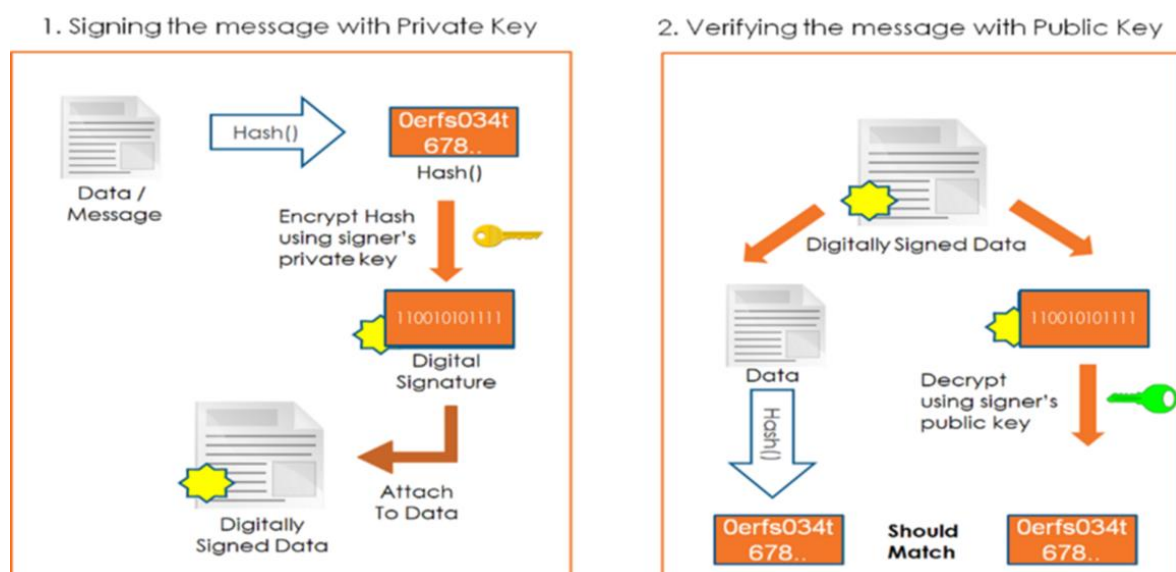 1. Signing the message with Private Key
Hash()
0erfs034t
678..
Hash()
Data /
Message
Encrypt Hash
using signer's
private key
110010101111
Digital
Signature
Attach
To Data
Digitally
Signed Data
2. Verifying the message with Public Key
Digitally Signed Data
110010101111
Data
Decrypt
using signer's
public key
Hash()
0erfs034t
678..
Should
Match
0erfs034t
678..